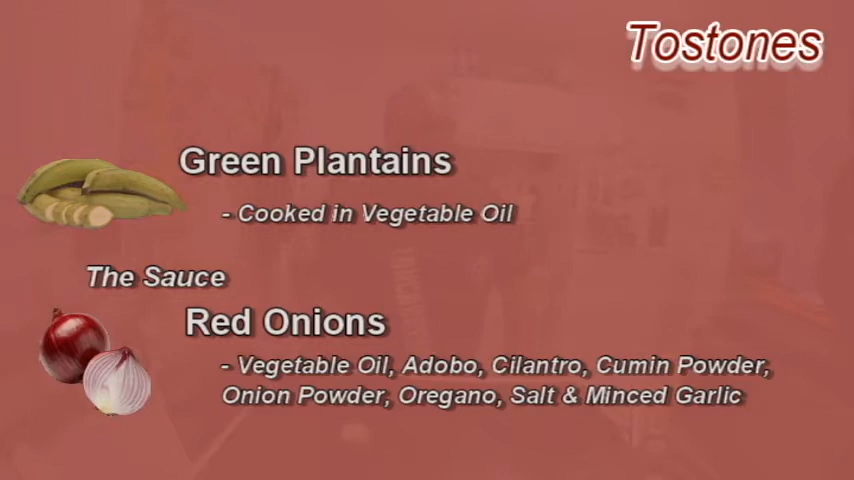 Tostones
Green Plantains
- Cooked in Vegetable Oil
The Sauce
Red Onions
- Vegetable Oil, Adobo, Cilantro, Cumin Powder,
Onion Powder, Oregano, Salt & Minced Garlic